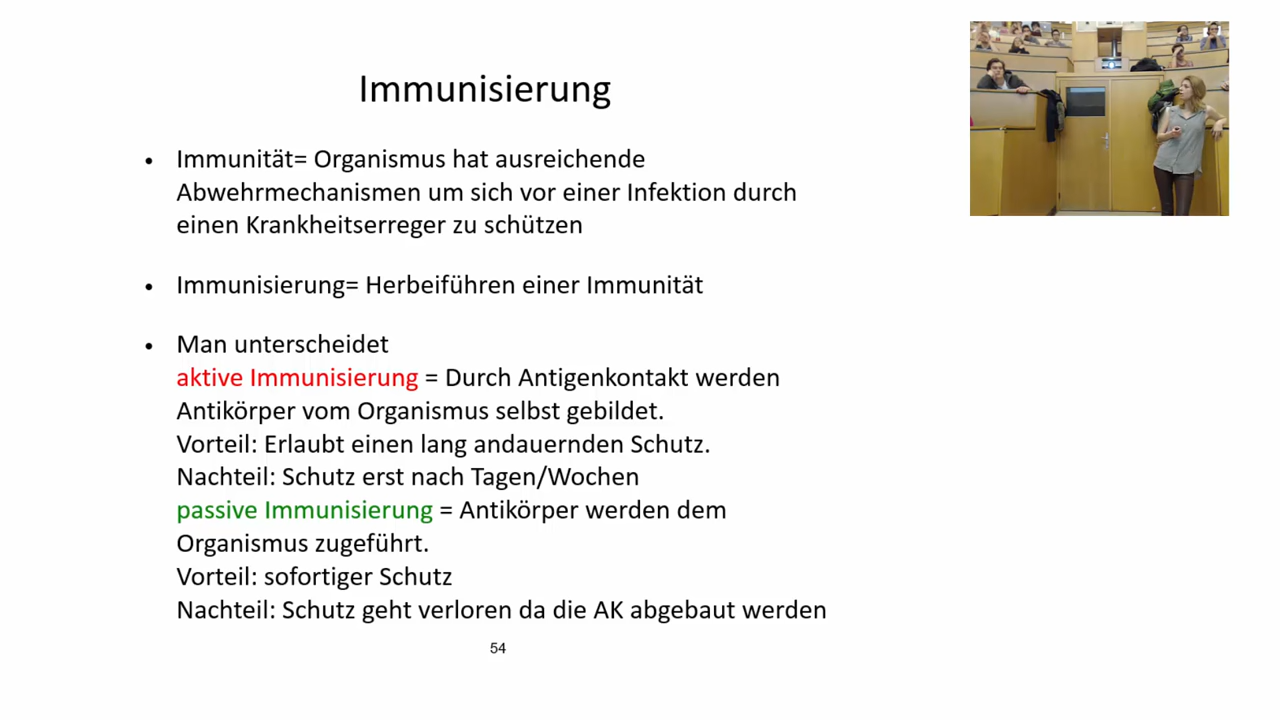 Immunisierung
• Immunität= Organismus hat ausreichende
Abwehrmechanismen um sich vor einer Infektion durch
einen Krankheitserreger zu schützen
• Immunisierung= Herbeiführen einer Immunität
• Man unterscheidet
aktive Immunisierung = Durch Antigenkontakt werden
Antikörper vom Organismus selbst gebildet.
Vorteil: Erlaubt einen lang andauernden Schutz.
Nachteil: Schutz erst nach Tagen/Wochen
passive Immunisierung = Antikörper werden dem
Organismus zugeführt.
Vorteil: sofortiger Schutz
Nachteil: Schutz geht verloren da die AK abgebaut werden
54